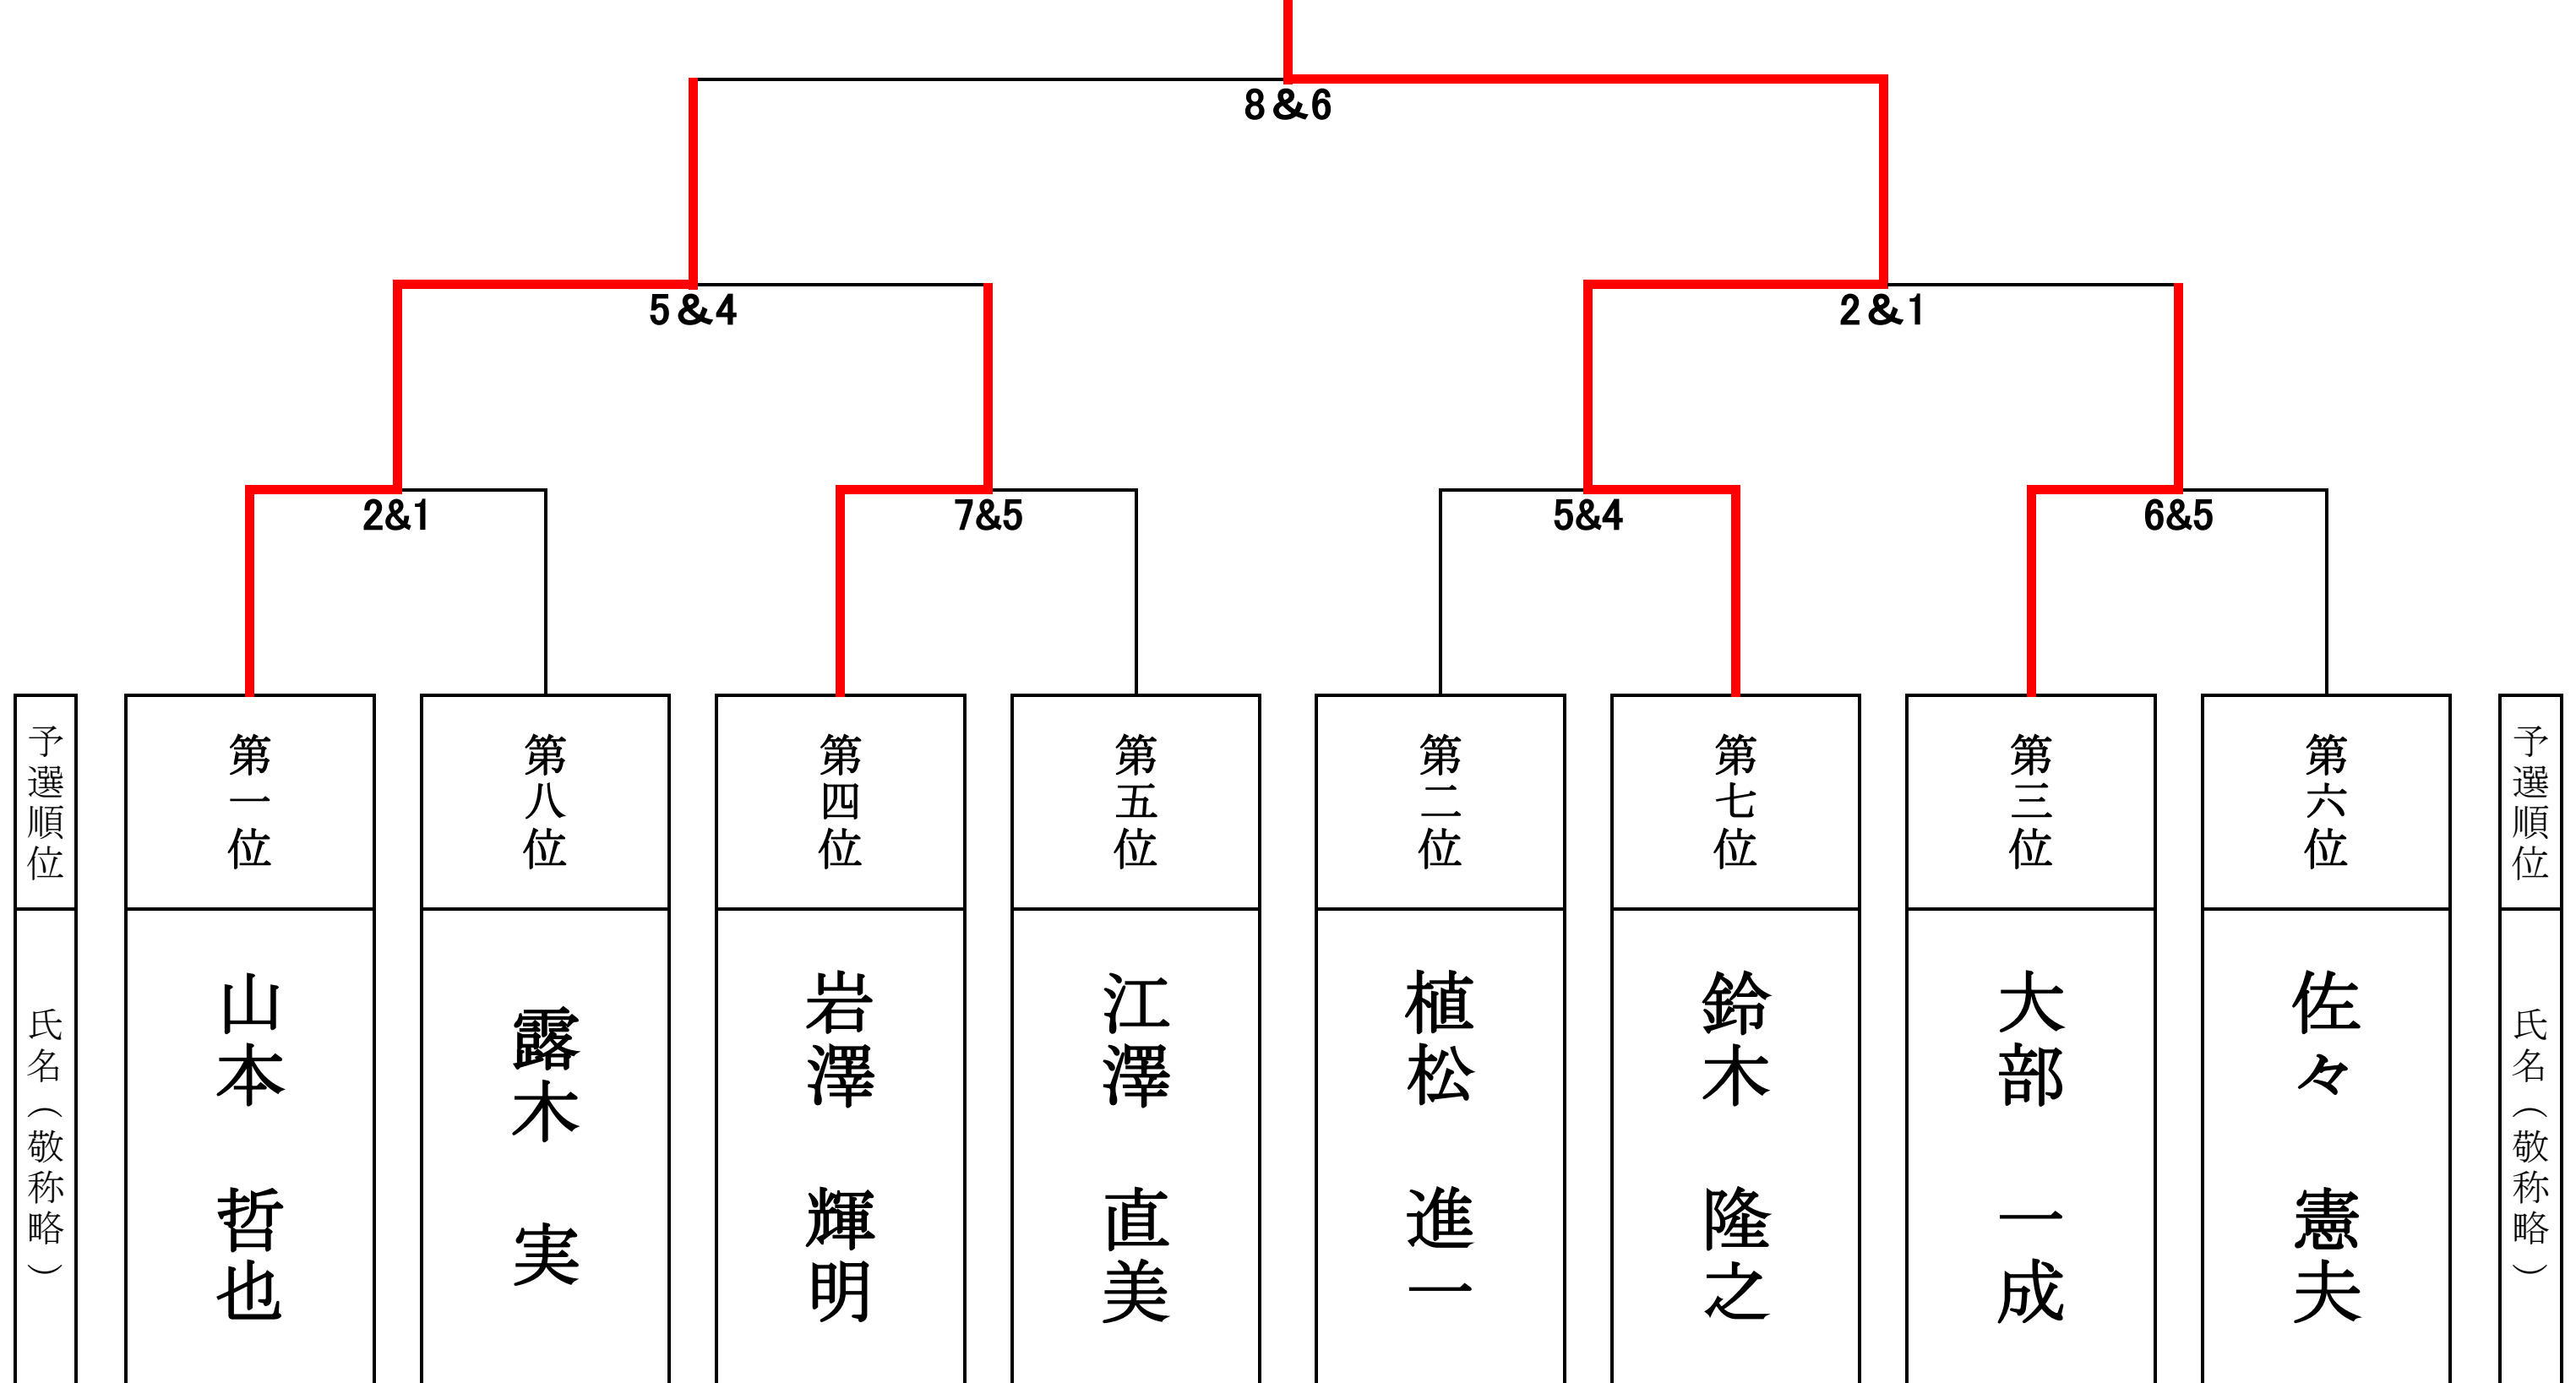 8&6
5&4
2&1
2&1
7&5
5&4
6&5
予選順位
第一位
第八位
第四位
第五位
第二位
第七位
第三位
第六位
予選順位
氏名（敬称略）
山本 哲也
露木 実
岩澤 輝明
江澤 直美
植松 進一
鈴木 隆之
大部 一成
佐々 憲夫
氏名（敬称略）